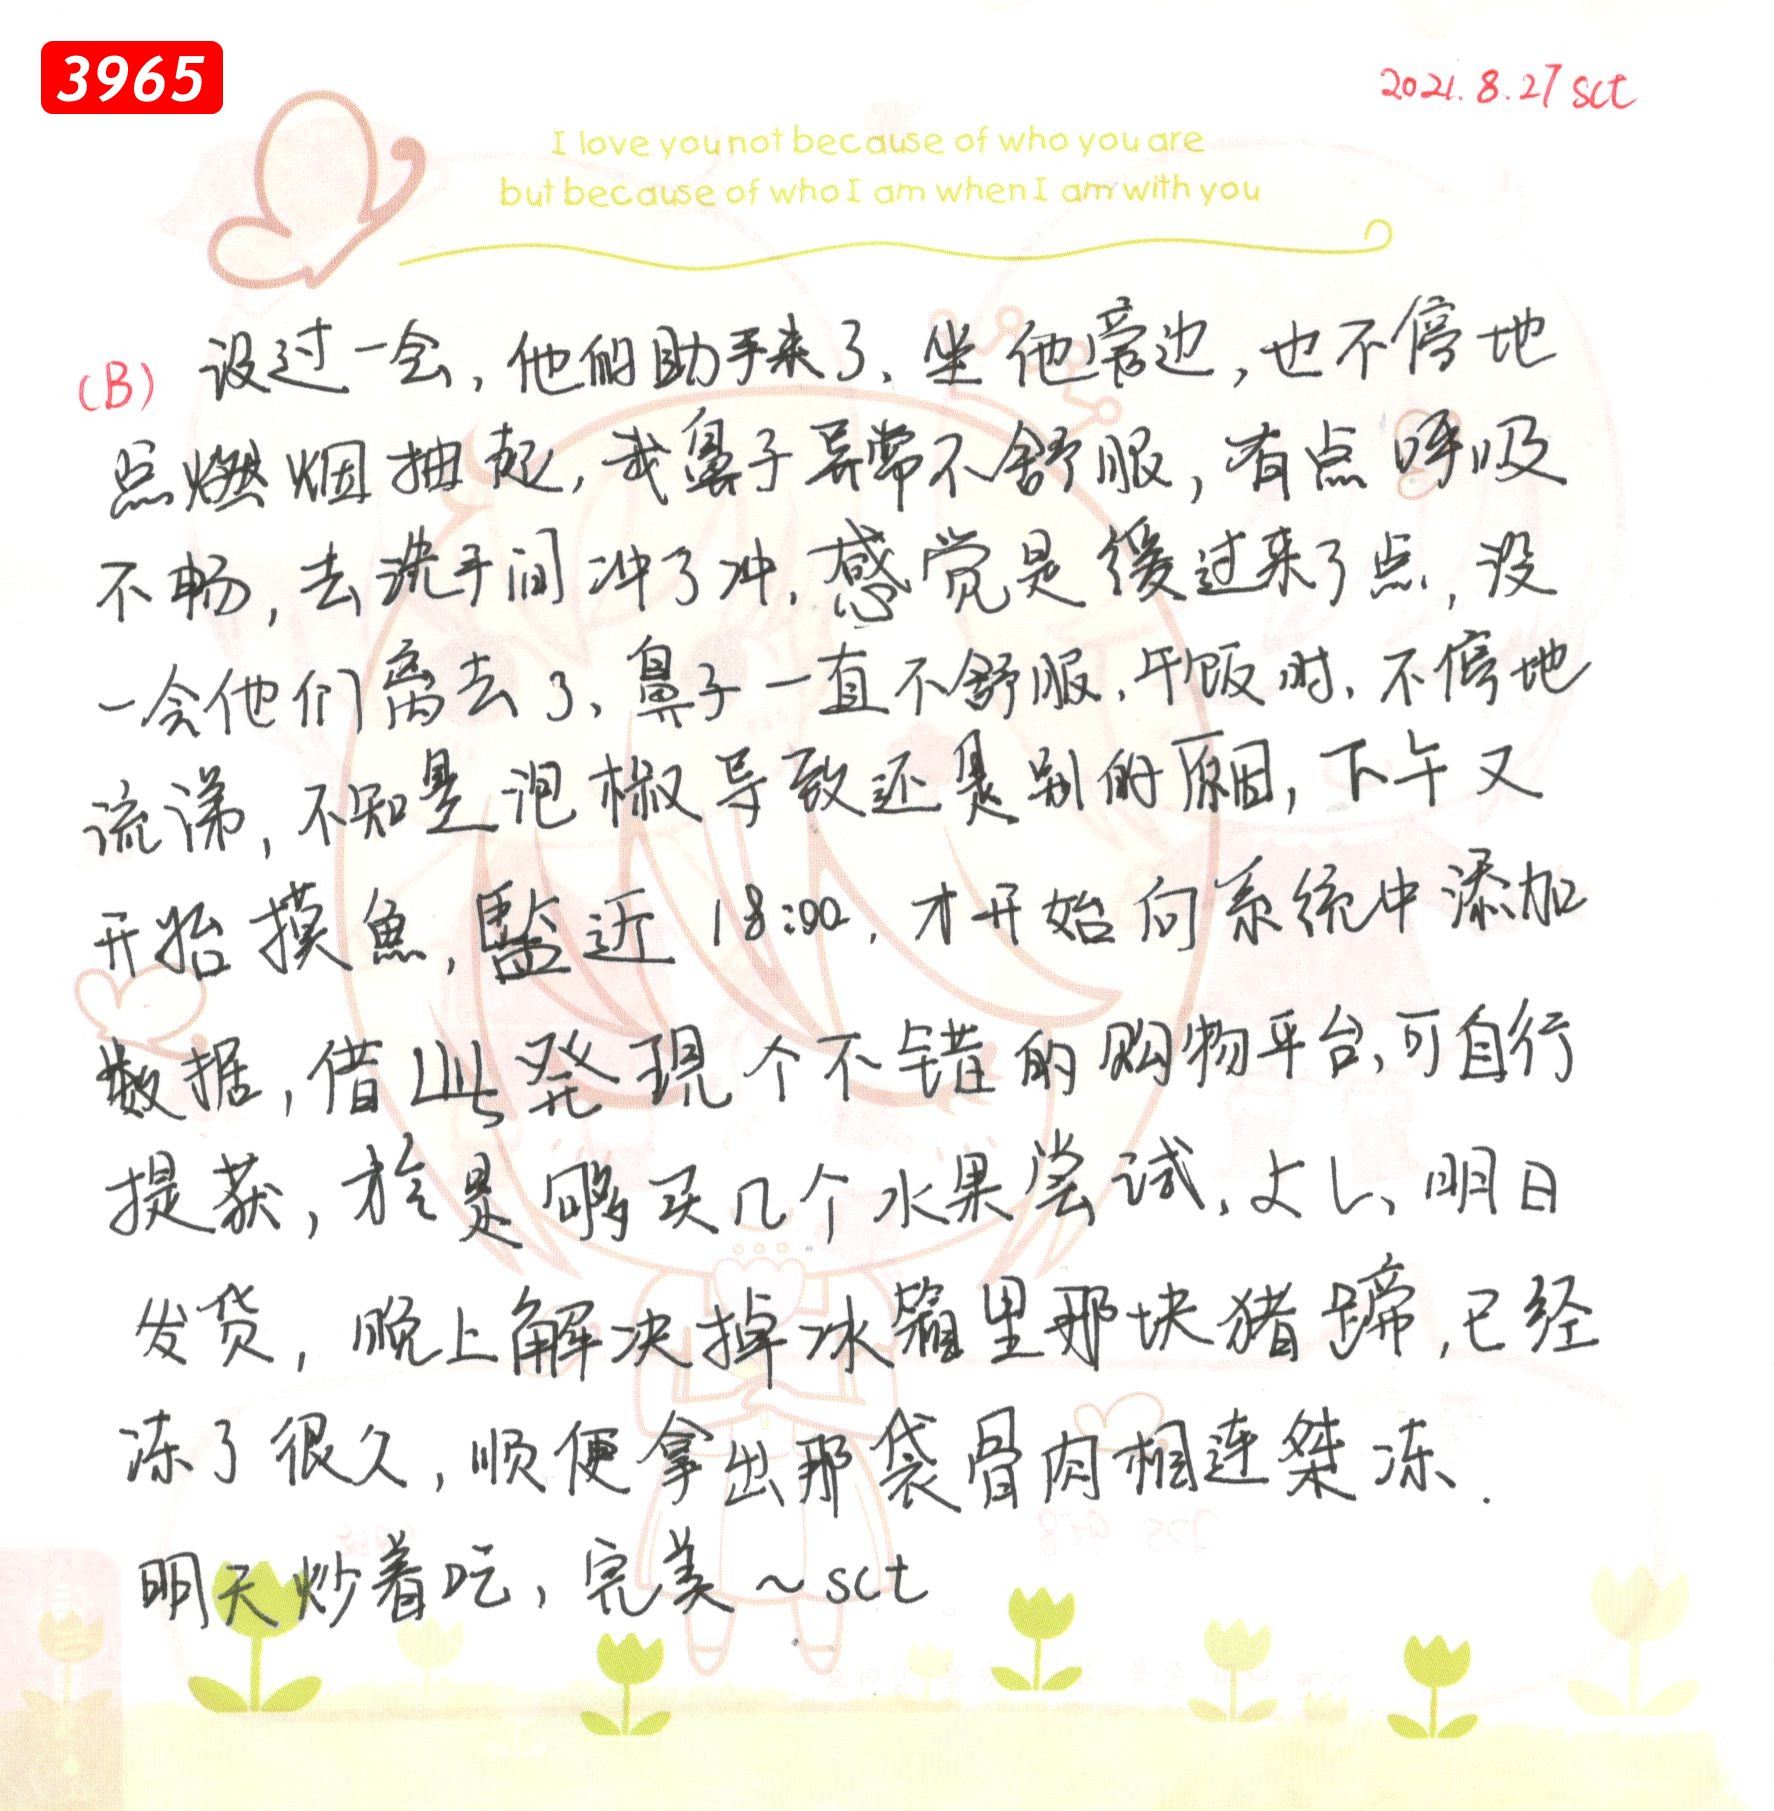 3965
2021.8.27 sct
I love you not because of who you are
but because of who I am when I am with you
(B) 没过一会，他的助手来了、坐他旁边，也不停地
点燃烟抽起，我鼻子异常不舒服，有点呼吸
不畅，去洗手间冲了冲，感觉是缓过来了点，没
一会他们离去了、鼻子一直不舒服，午饭时，不停地
流涕，不知是泡椒导致还是别的原因，下午又
开始摸魚，監近 18:00，才开始向系统中添加
数据，借此発現个不错的购物平台、可自行
提获，於是够买几个水果尝试，よし、明日
发货，晚上解决掉冰箱里那块猪蹄，已经
冻了很久，顺便拿出那袋骨肉相连桀冻．
明天炒着吃，完美～sct